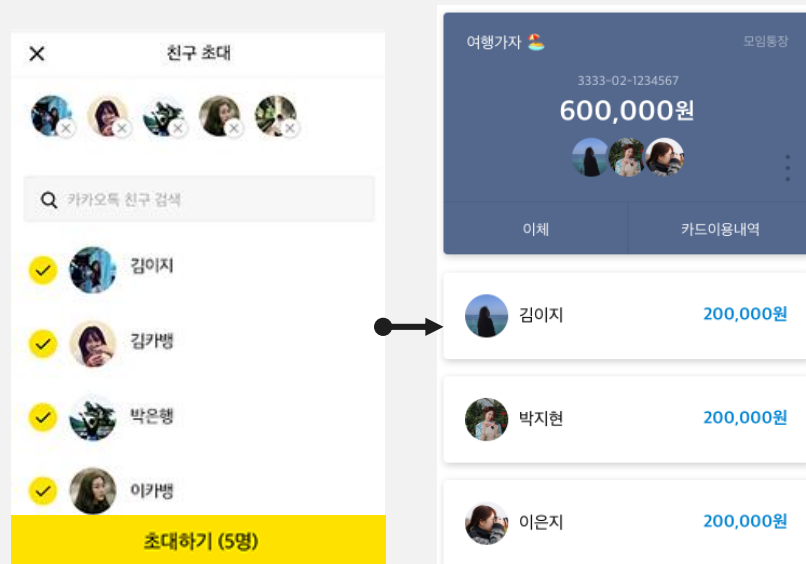 친구 초대
카카오톡 친구 검색
김이지
김카뱅
박은행
이카뱅
초대하기 (5명)
여행가자 🏖️
모임통장
3333-02-1234567
600,000원
이체
카드이용내역
김이지
200,000원
박지현
200,000원
이은지
200,000원